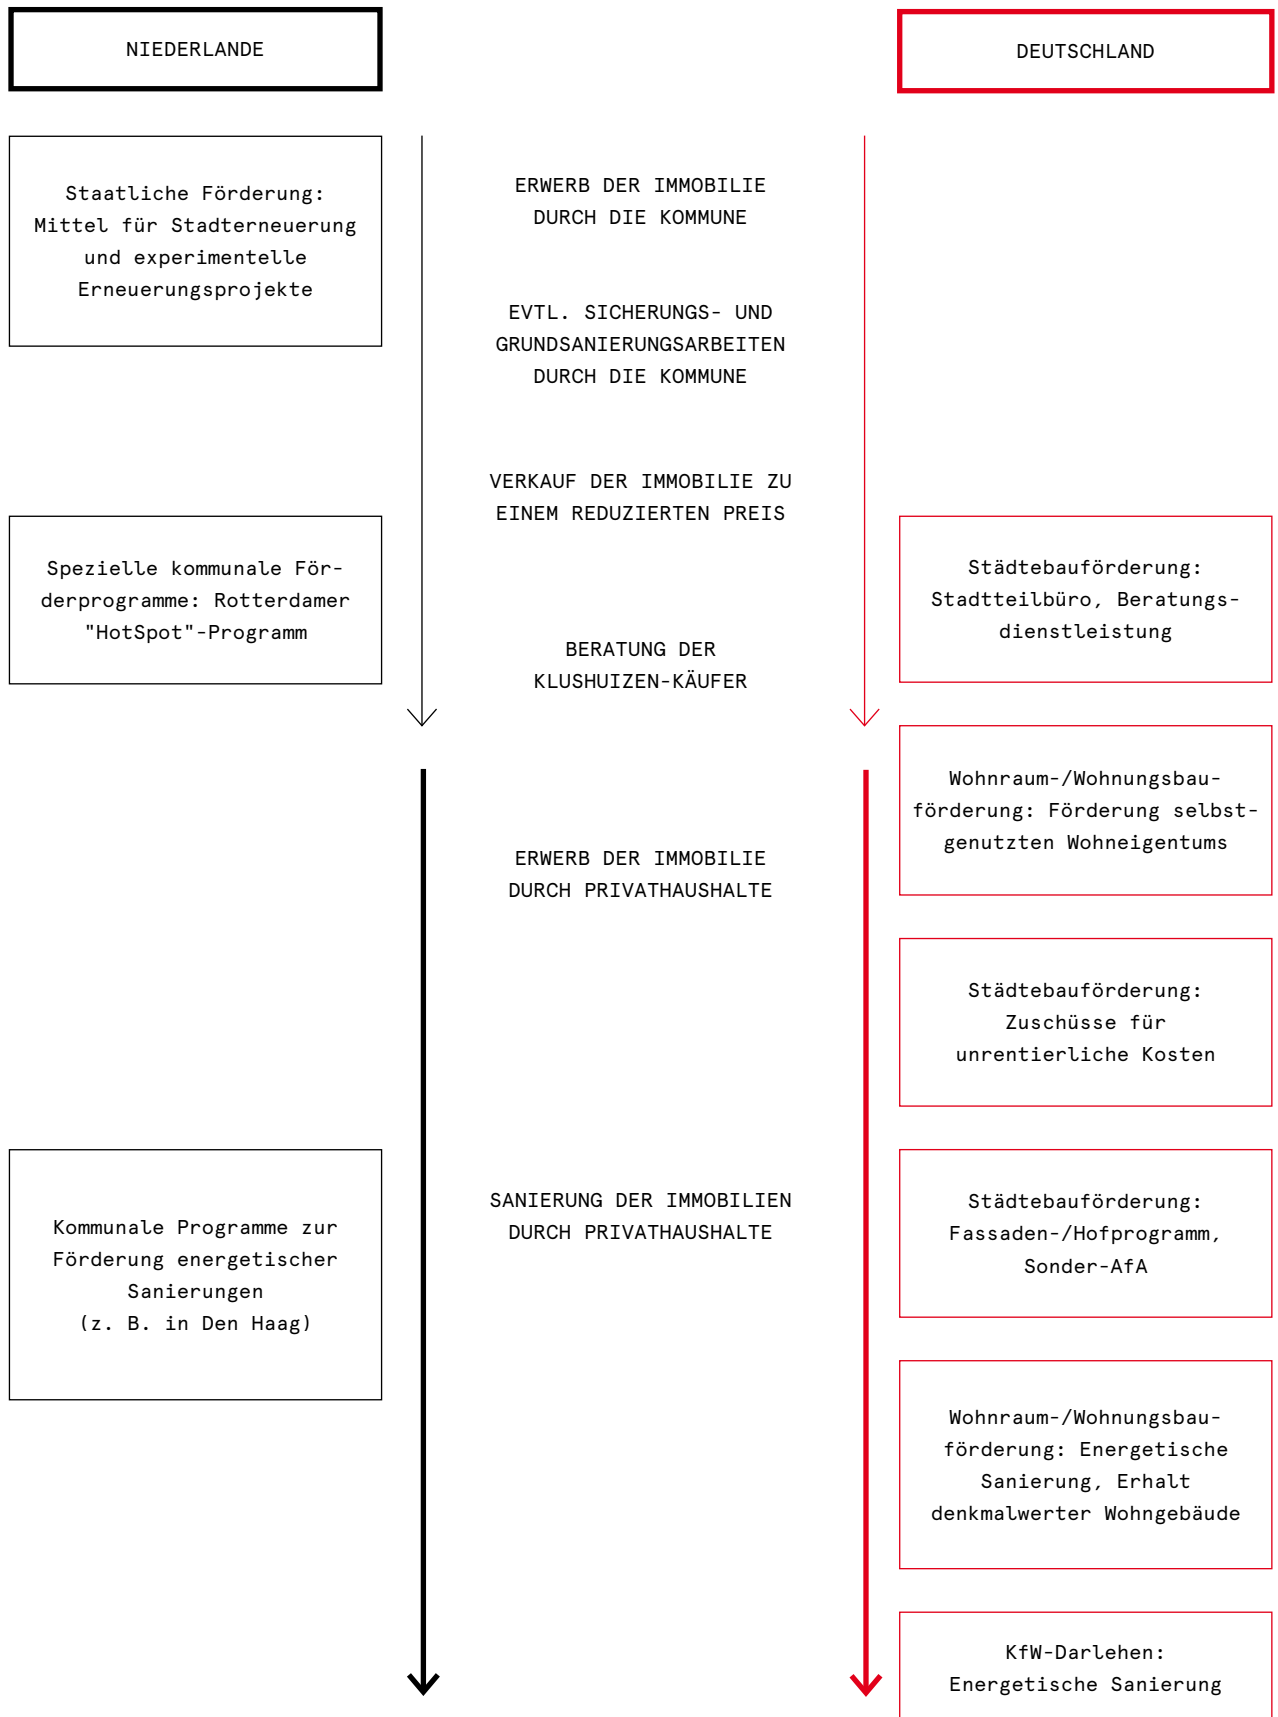 NIEDERLANDE
DEUTSCHLAND
Staatliche Förderung:
Mittel für Stadterneuerung
und experimentelle
Erneuerungsprojekte
ERWERB DER IMMOBILIE
DURCH DIE KOMMUNE
EVTL. SICHERUNGS- UND
GRUNDSANIERUNGSARBEITEN
DURCH DIE KOMMUNE
VERKAUF DER IMMOBILIE ZU
EINEM REDUZIERTEN PREIS
Spezielle kommunale För-
derprogramme: Rotterdamer
"HotSpot"-Programm
Städtebauförderung:
Stadtteilbüro, Beratungs-
dienstleistung
BERATUNG DER
KLUSHUIZEN-KÄUFER
Wohnraum-/Wohnungsbau-
förderung: Förderung selbst-
genutzten Wohneigentums
ERWERB DER IMMOBILIE
DURCH PRIVATHAUSHALTE
Städtebauförderung:
Zuschüsse für
unrentierliche Kosten
Kommunale Programme zur
Förderung energetischer
Sanierungen
(z. B. in Den Haag)
SANIERUNG DER IMMOBILIEN
DURCH PRIVATHAUSHALTE
Städtebauförderung:
Fassaden-/Hofprogramm,
Sonder-AfA
Wohnraum-/Wohnungsbau-
förderung: Energetische
Sanierung, Erhalt
denkmalwerter Wohngebäude
KfW-Darlehen:
Energetische Sanierung